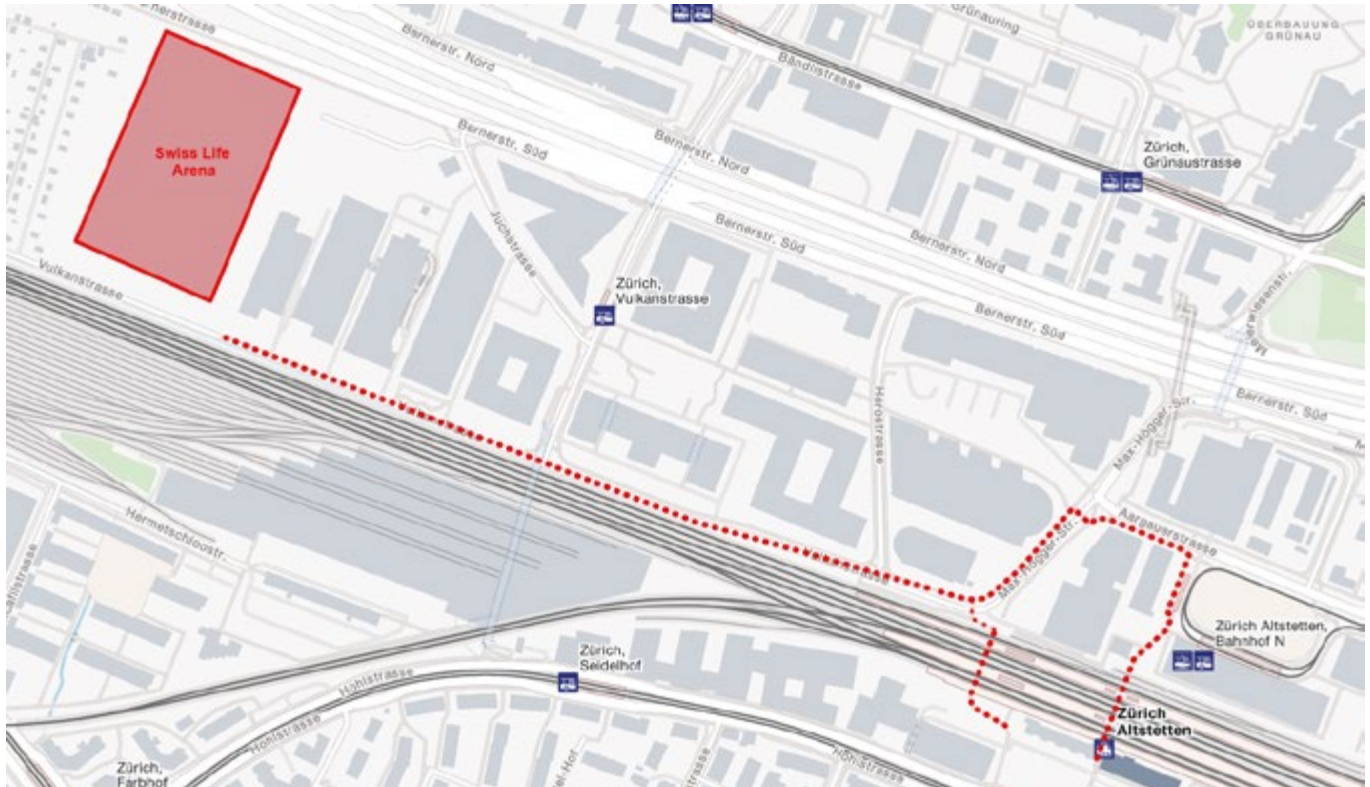 Bernerstr. Nord
Grünauring
ÜBERBAUUNG
GRÜNAU
Bändlistrasse
Swiss Life
Arena
Bernerstr. Süd
Bernerstr. Nord
Zürich,
Grünaustrasse
Juchstrasse
Bernerstr. Süd
Bernerstr. Nord
Vulkanstrasse
Zürich,
Vulkanstrasse
Meierwiesenstr.
Bernerstr. Süd
Herostrasse
Bernerstr. Süd
Max-Högger-Str.
Aargauerstrasse
Hermetschloostr.
Max-Högger-Str.
Zürich Altstetten,
Bahnhof N
Zürich,
Seidelhof
Hohlstrasse
Hohlstrasse
Zürich
Altstetten
Hohlstrasse
Zürich,
Farbhof